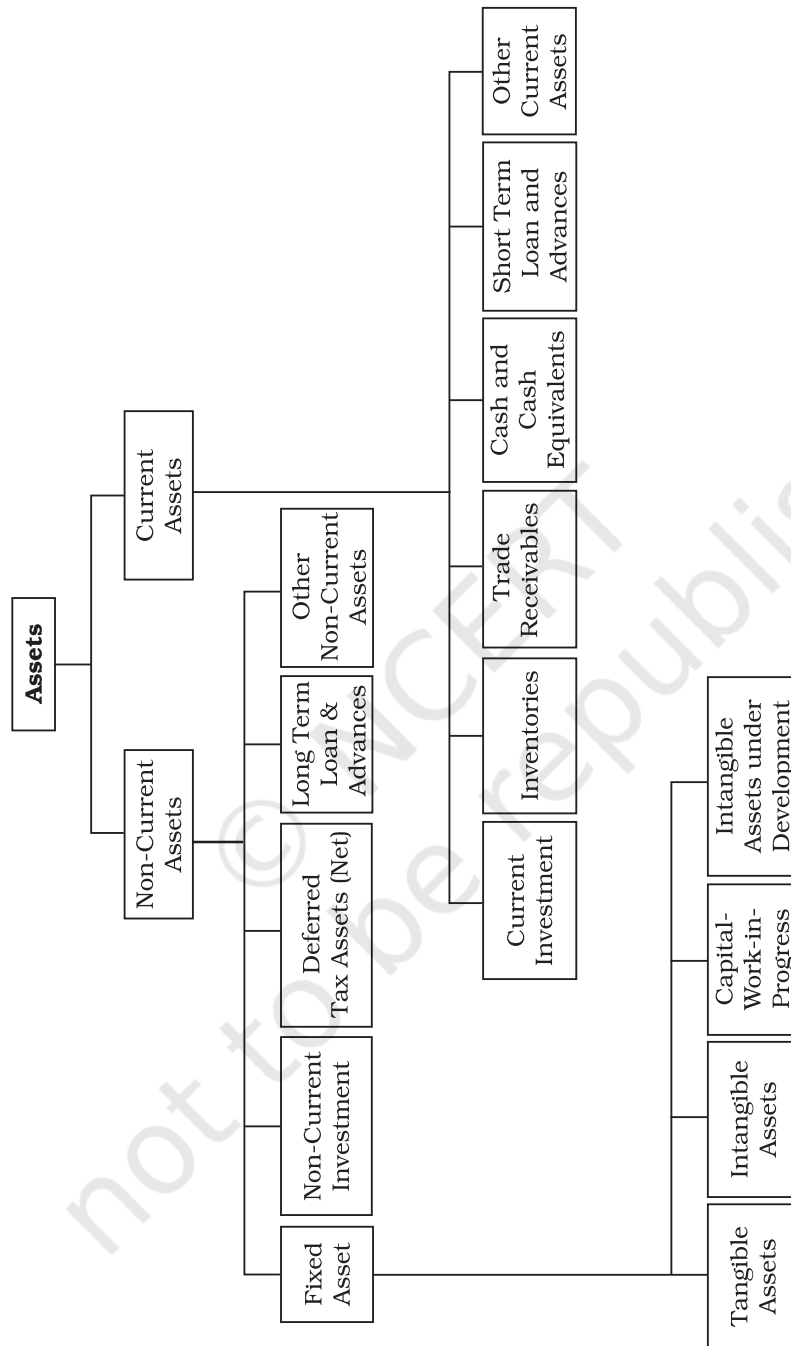 Assets
Non-Current
Assets
Current
Assets
Fixed
Asset
Non-Current
Investment
Deferred
Tax Assets (Net)
Long Term
Loan &
Advances
Other
Non-Current
Assets
Current
Investment
Inventories
Trade
Receivables
Cash and
Cash
Equivalents
Short Term
Loan and
Advances
Other
Current
Assets
Tangible
Assets
Intangible
Assets
Capital-
Work-in-
Progress
Intangible
Assets under
Development
© NCERT
not to be republis